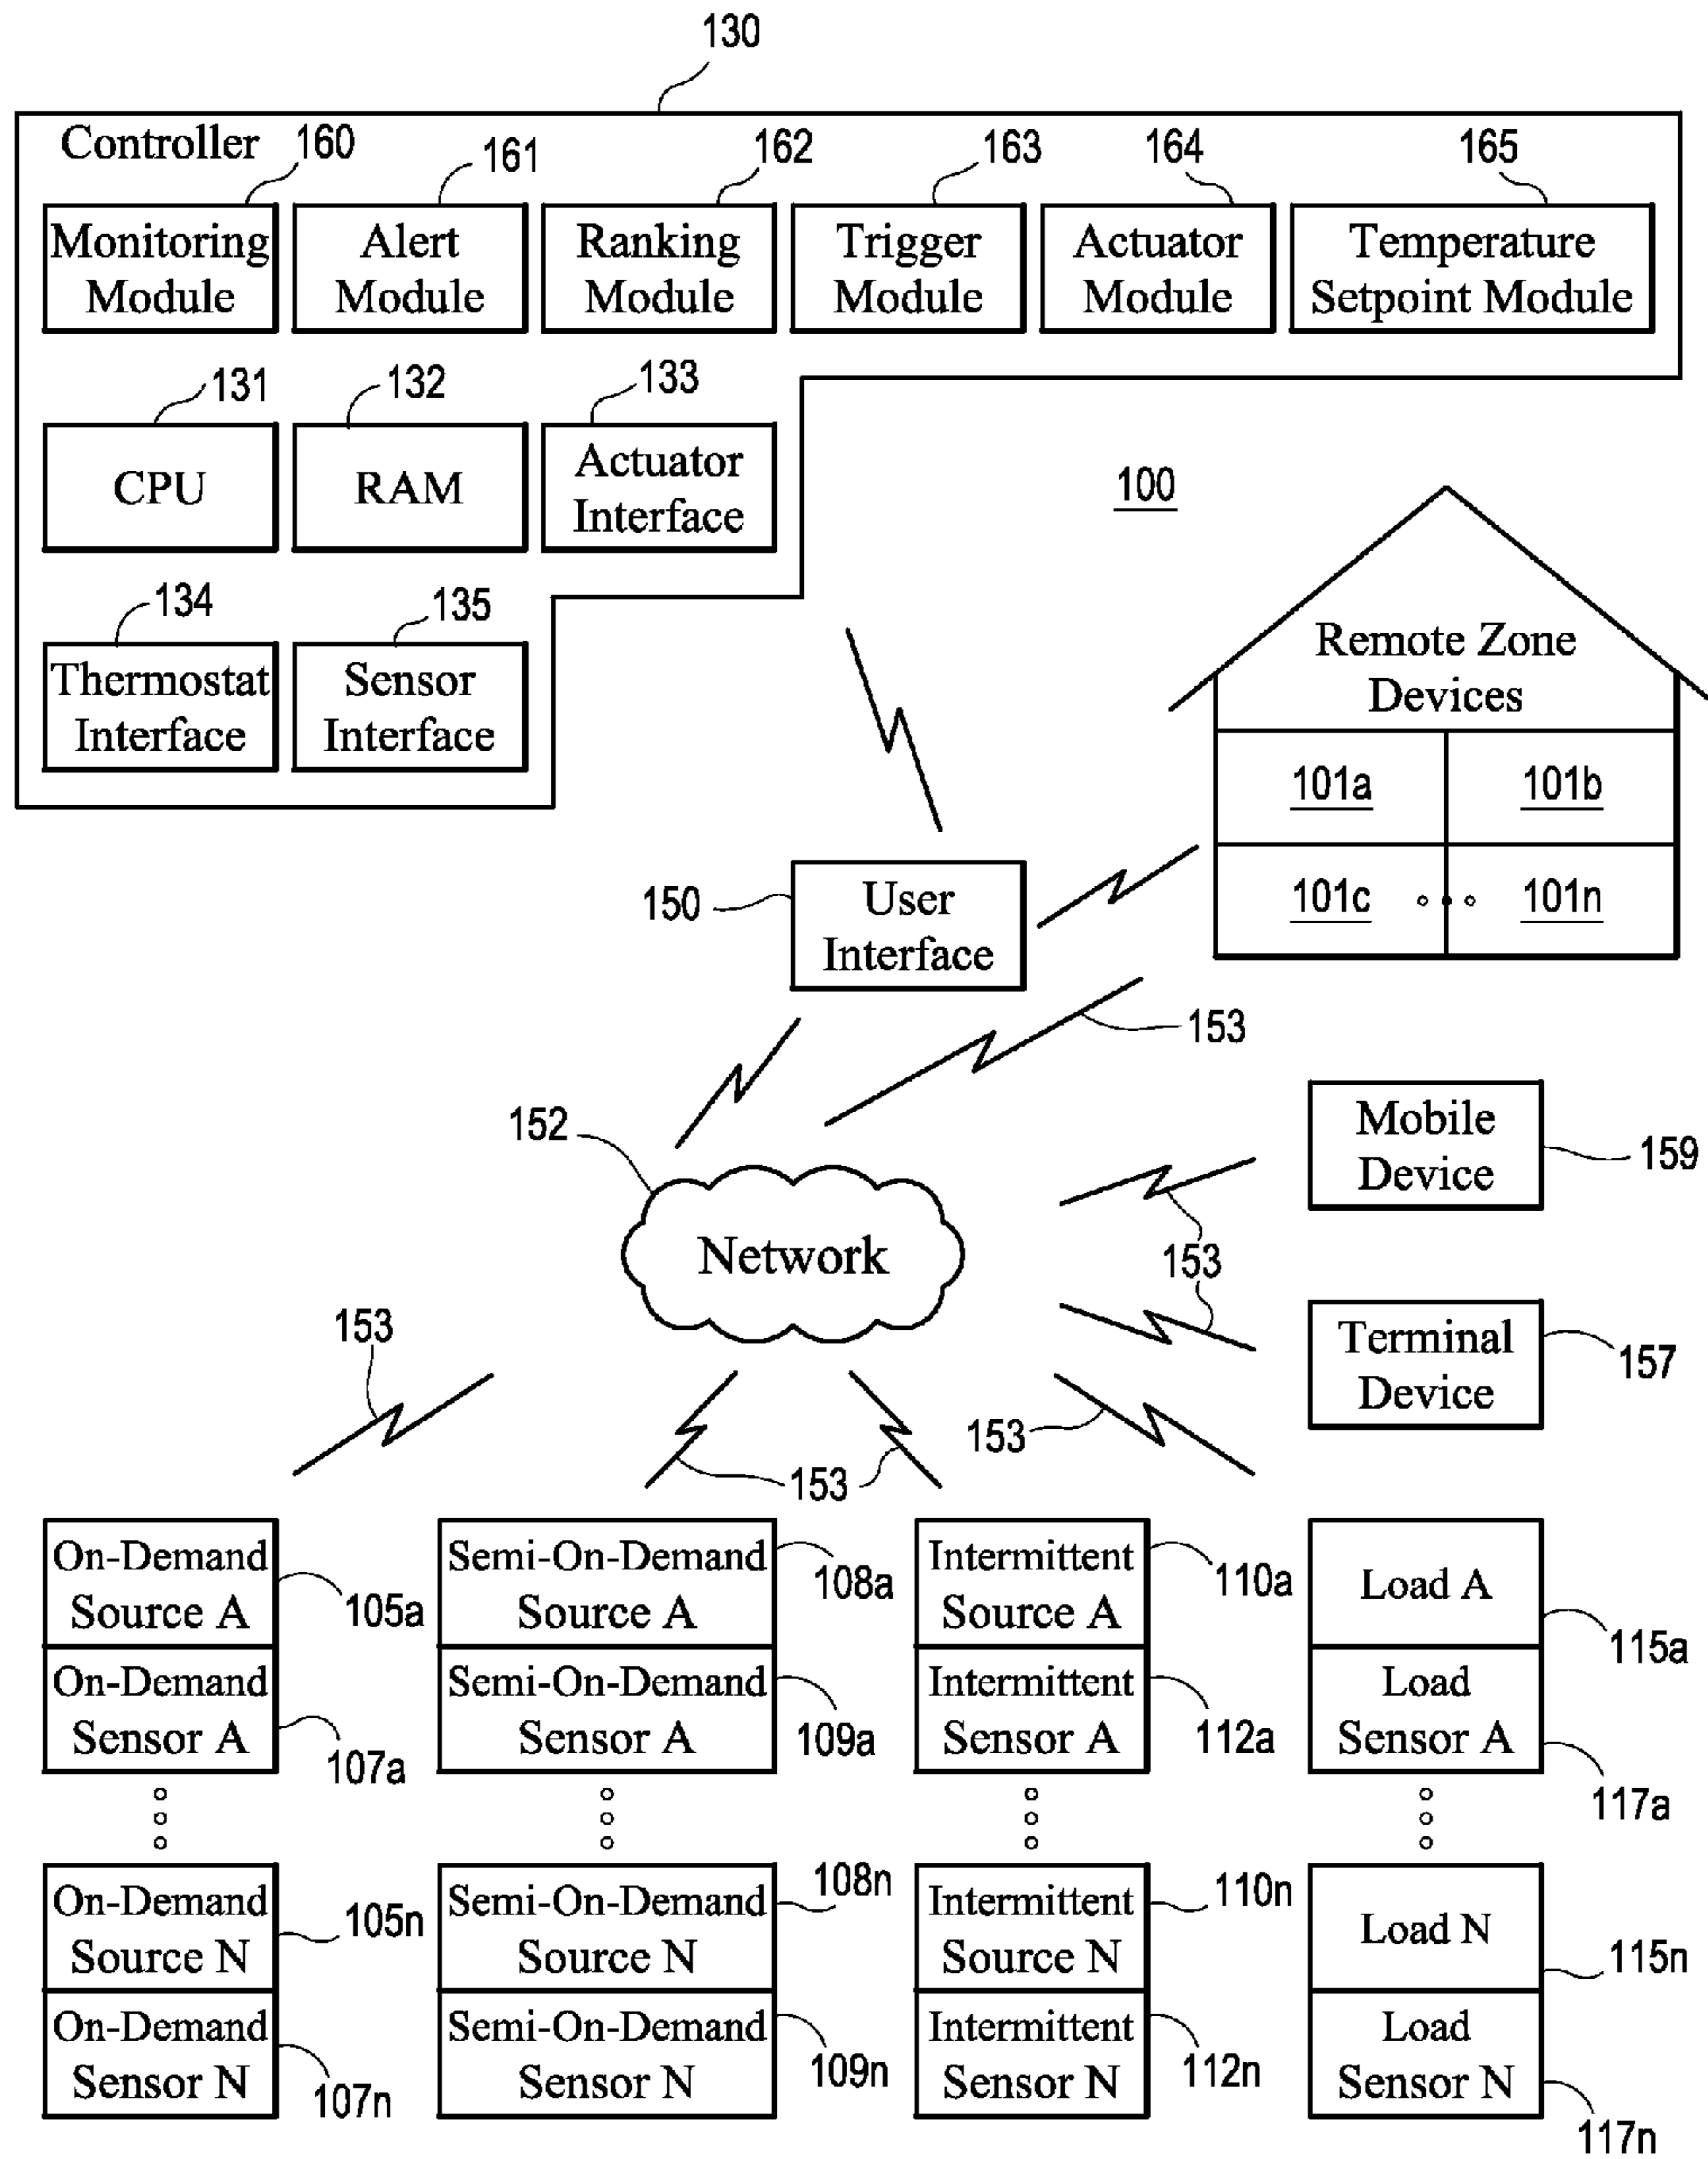 130
Controller
160
161
162
163
164
165
Monitoring
Module
Alert
Module
Ranking
Module
Trigger
Module
Actuator
Module
Temperature
Setpoint Module
131
132
133
CPU
RAM
Actuator
Interface
100
134
135
Thermostat
Interface
Sensor
Interface
Remote Zone
Devices
101a
101b
101c
101n
150
User
Interface
153
152
Network
Mobile
Device
159
153
Terminal
Device
157
153
153
153
On-Demand
Source A
105a
On-Demand
Sensor A
107a
Semi-On-Demand
Source A
108a
Semi-On-Demand
Sensor A
109a
Intermittent
Source A
110a
Intermittent
Sensor A
112a
Load A
115a
Load
Sensor A
117a
On-Demand
Source N
105n
On-Demand
Sensor N
107n
Semi-On-Demand
Source N
108n
Semi-On-Demand
Sensor N
109n
Intermittent
Source N
110n
Intermittent
Sensor N
112n
Load N
115n
Load
Sensor N
117n